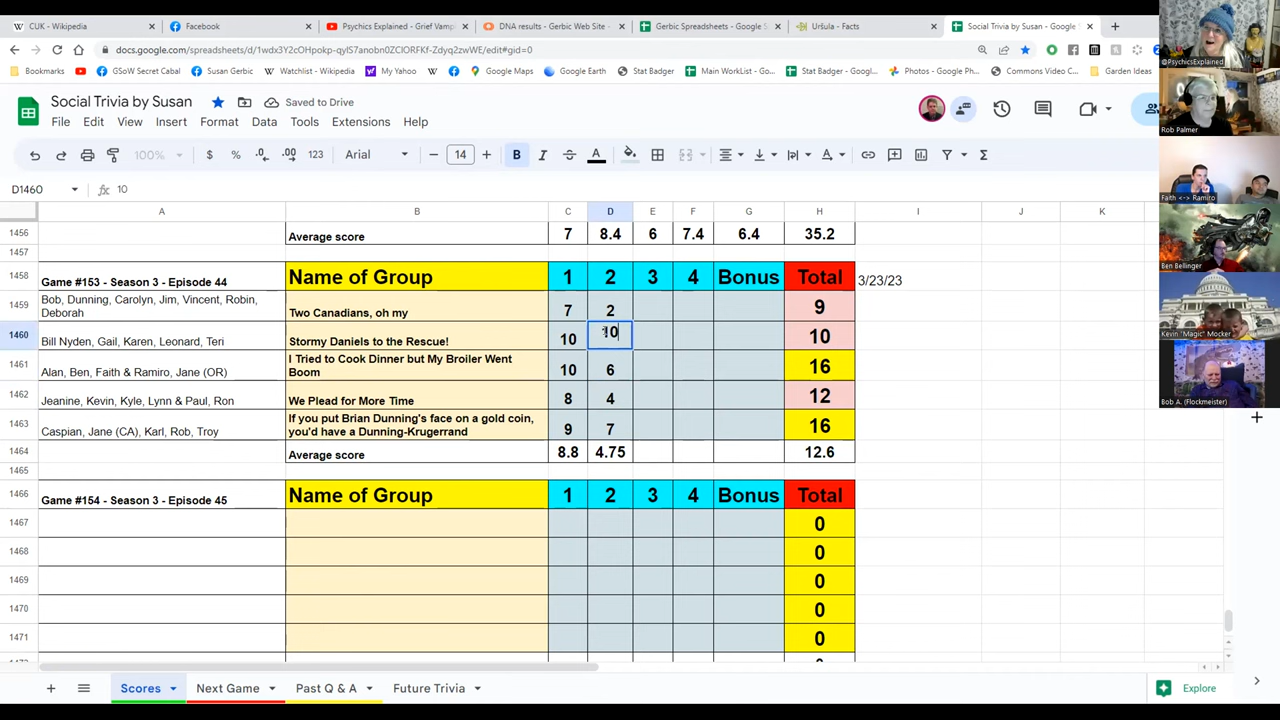 CUK - Wikipedia
Facebook
Psychics Explained - Grief Vamp
DNA results - Gerbic Web Site -
Gerbic Spreadsheets - Google S
Uršula - Facts
Social Trivia by Susan - Google
docs.google.com/spreadsheets/d/1wdx3Y2cOHpokp-qyIS7anobn0ZCIORFKf-Zdyq2zwWE/edit#gid=0
Bookmarks
GSoW Secret Cabal
Susan Gerbic
Watchlist - Wikipedia
My Yahoo
Google Maps
Google Earth
Stat Badger
Main WorkList - Go...
Stat Badger - Googl...
Photos - Google Ph...
Commons Video C...
Garden Ideas
Social Trivia by Susan
Saved to Drive
File Edit View Insert Format Data Tools Extensions Help
100% $ % .0 .00 123 Arial 14 B I A
D1460 fx 10
A B C D E F G H I J K
1456 Average score 7 8.4 6 7.4 6.4 35.2
1457
1458 Game #153 - Season 3 - Episode 44 Name of Group 1 2 3 4 Bonus Total 3/23/23
1459 Bob, Dunning, Carolyn, Jim, Vincent, Robin, Deborah Two Canadians, oh my 7 2 9
1460 Bill Nyden, Gail, Karen, Leonard, Teri Stormy Daniels to the Rescue! 10 10 10
1461 Alan, Ben, Faith & Ramiro, Jane (OR) I Tried to Cook Dinner but My Broiler Went Boom 10 6 16
1462 Jeanine, Kevin, Kyle, Lynn & Paul, Ron We Plead for More Time 8 4 12
1463 Caspian, Jane (CA), Karl, Rob, Troy If you put Brian Dunning's face on a gold coin, you'd have a Dunning-Krugerrand 9 7 16
1464 Average score 8.8 4.75 12.6
1465
1466 Game #154 - Season 3 - Episode 45 Name of Group 1 2 3 4 Bonus Total
1467 0
1468 0
1469 0
1470 0
1471 0
Scores
Next Game
Past Q & A
Future Trivia
Explore
@PsychicsExplained
Rob Palmer
Faith <-> Ramiro
Ben Bellinger
Kevin "Magic" Mocker
Bob A. (Flockmeister)